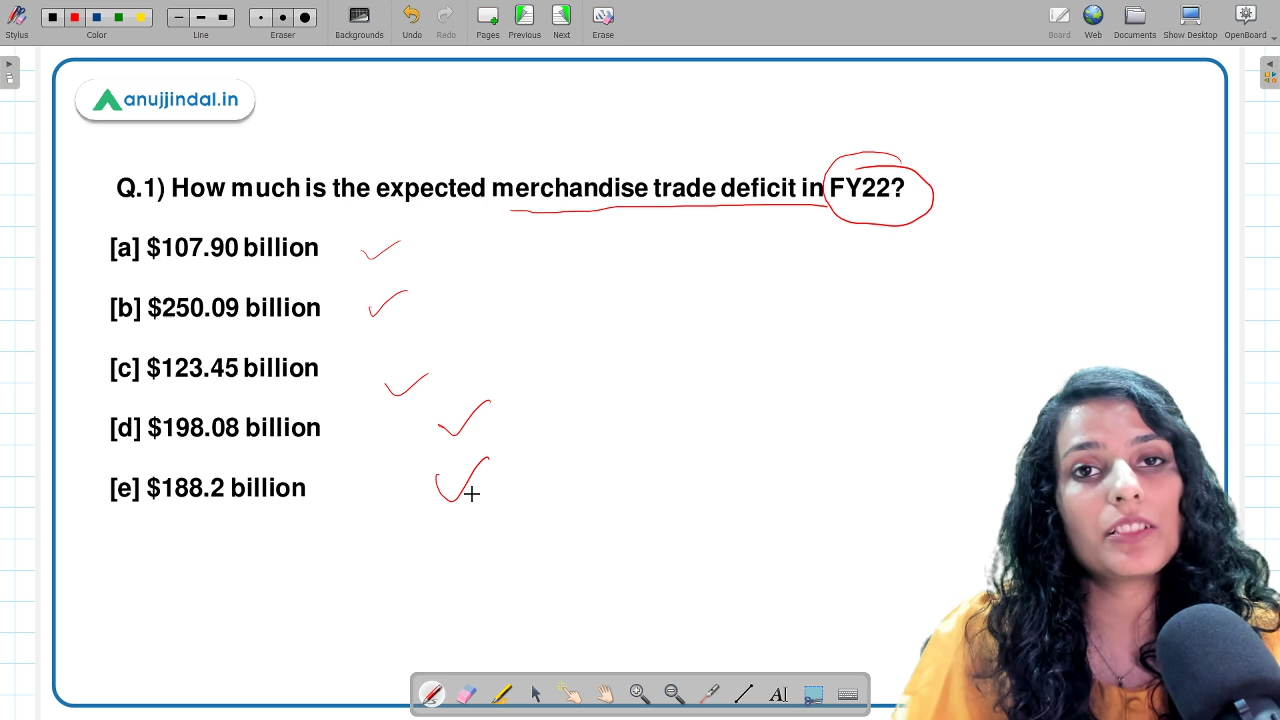 Stylus
Color
Line
Eraser
Backgrounds
Undo
Redo
Pages
Previous
Next
Erase
Board
Web
Documents
Show Desktop
OpenBoard
anujjindal.in
Q.1) How much is the expected merchandise trade deficit in FY22?
[a] $107.90 billion
[b] $250.09 billion
[c] $123.45 billion
[d] $198.08 billion
[e] $188.2 billion
AI